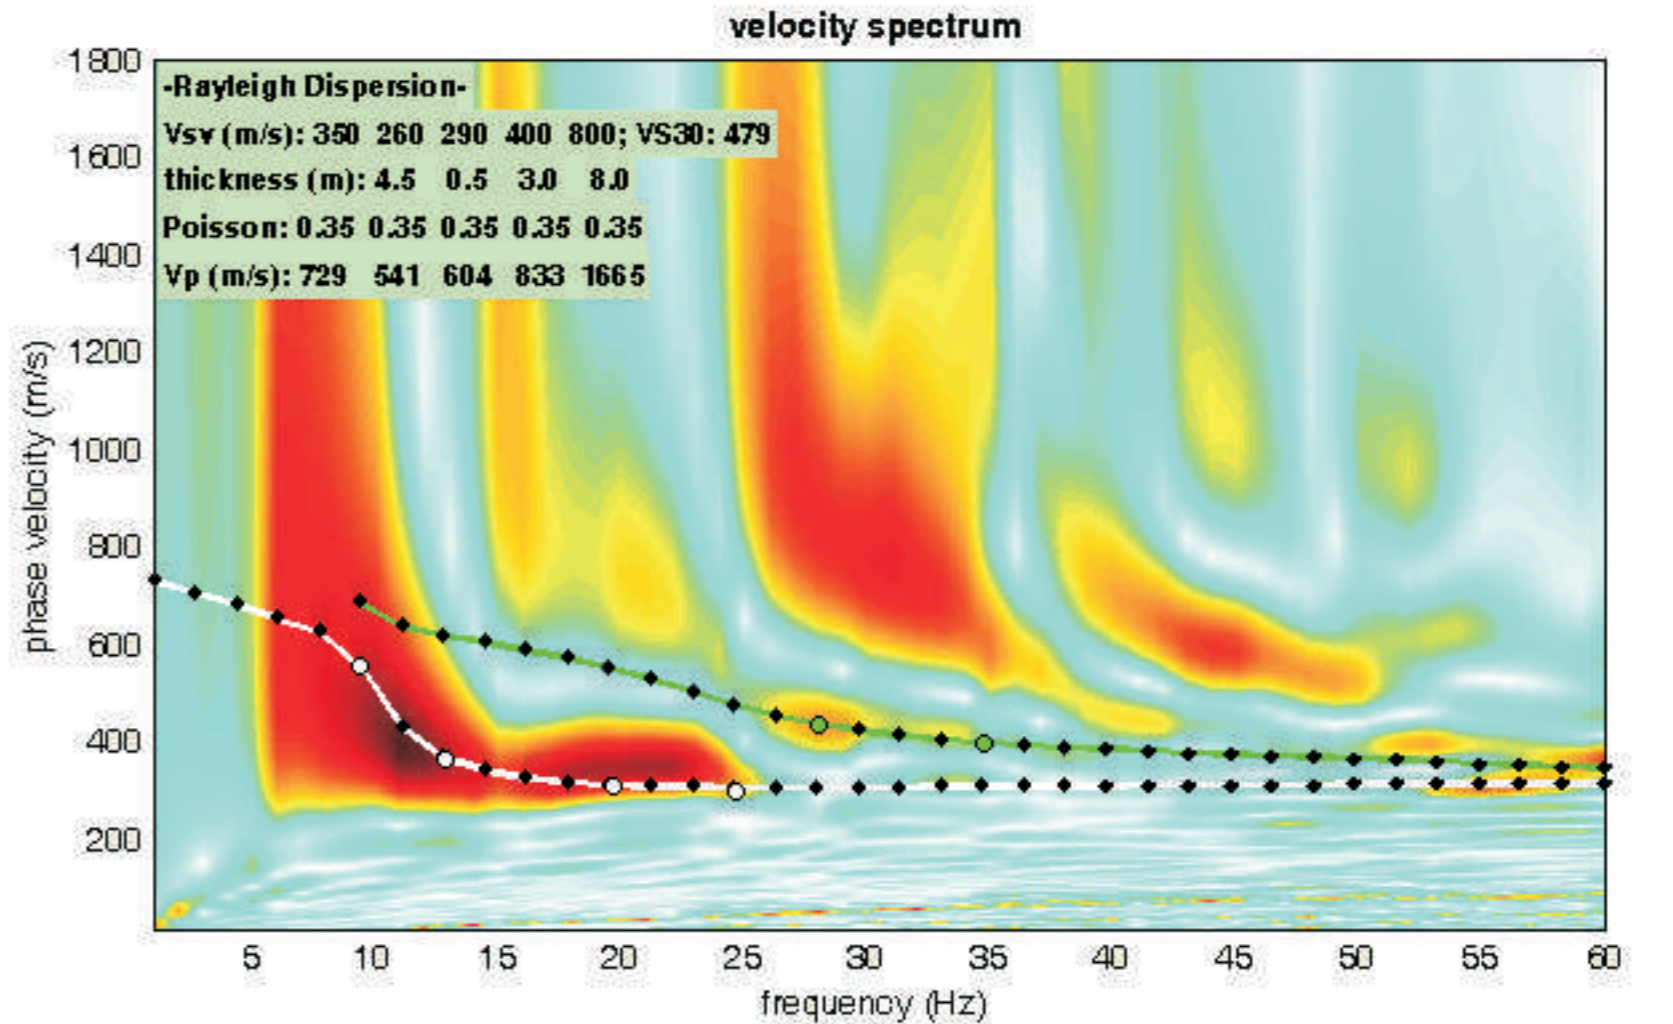 velocity spectrum
-Rayleigh Dispersion-
Vsv (m/s): 350 260 290 400 800; VS30: 479
thickness (m): 4.5 0.5 3.0 8.0
Poisson: 0.35 0.35 0.35 0.35 0.35
Vp (m/s): 729 541 604 833 1665
1800
1600
1400
1200
1000
800
600
400
200
phase velocity (m/s)
5 10 15 20 25 30 35 40 45 50 55 60
frequency (Hz)